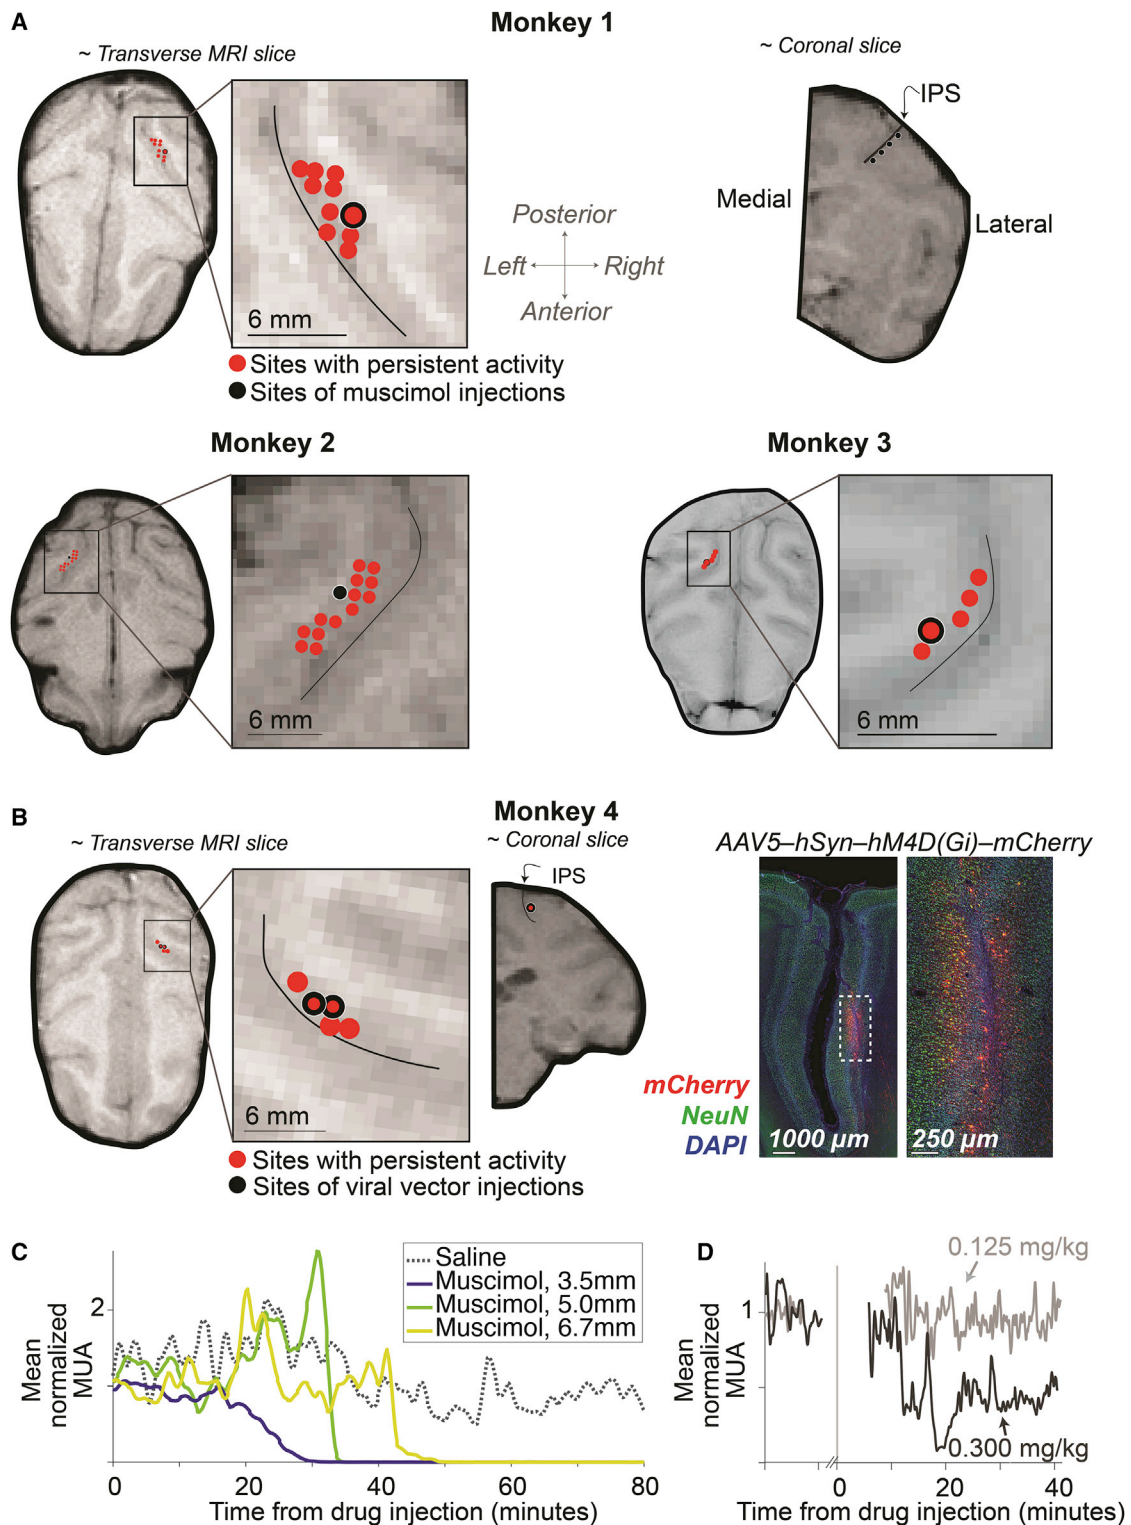 A
Monkey 1
~ Transverse MRI slice
~ Coronal slice
IPS
Medial
Lateral
Posterior
Left
Right
Anterior
6 mm
Sites with persistent activity
Sites of muscimol injections
Monkey 2
Monkey 3
6 mm
6 mm
B
Monkey 4
~ Transverse MRI slice
~ Coronal slice
IPS
AAV5–hSyn–hM4D(Gi)–mCherry
6 mm
mCherry
NeuN
DAPI
1000 µm
250 µm
Sites with persistent activity
Sites of viral vector injections
C
Saline
Muscimol, 3.5mm
Muscimol, 5.0mm
Muscimol, 6.7mm
2
Mean
normalized
MUA
0
20
40
60
80
Time from drug injection (minutes)
D
0.125 mg/kg
1
Mean
normalized
MUA
0.300 mg/kg
0
20
40
Time from drug injection (minutes)